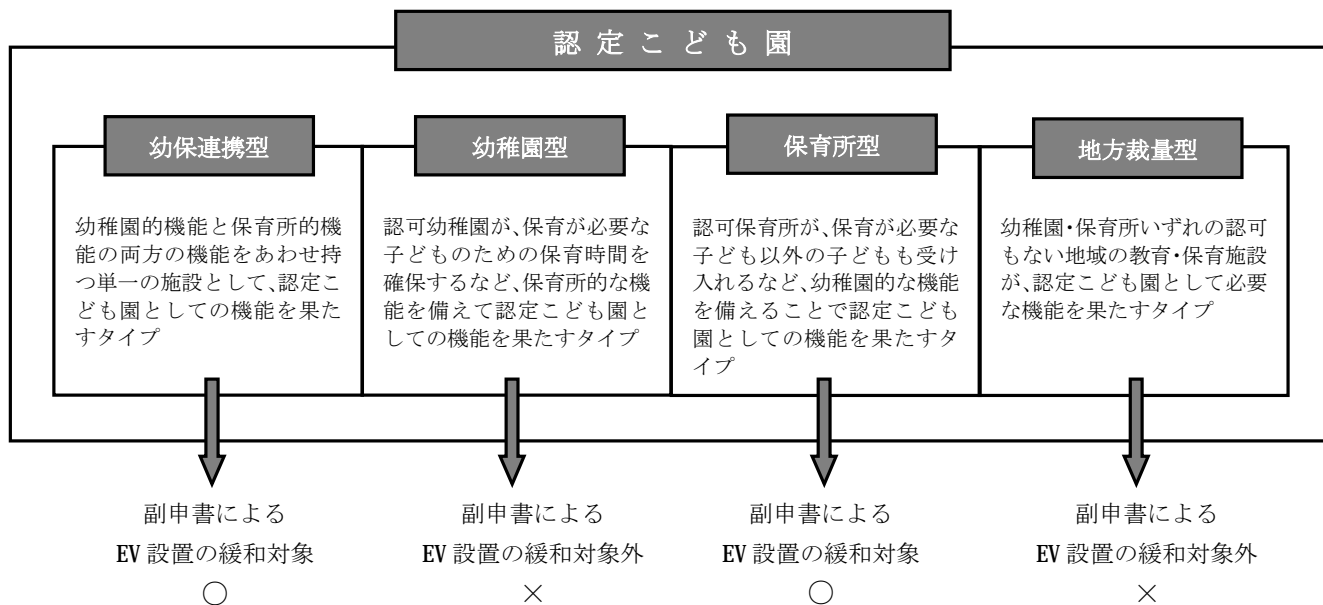 認定こども園
幼保連携型
幼稚園的機能と保育所的機
能の両方の機能をあわせ持
つ単一の施設として、認定こ
ども園としての機能を果た
すタイプ
幼稚園型
認可幼稚園が、保育が必要な
子どものための保育時間を
確保するなど、保育所的な機
能を備えて認定こども園と
しての機能を果たすタイプ
保育所型
認可保育所が、保育が必要な
子ども以外の子どもも受け
入れるなど、幼稚園的な機能
を備えることで認定こども
園としての機能を果たすタ
イプ
地方裁量型
幼稚園・保育所いずれの認可
もない地域の教育・保育施設
が、認定こども園として必要
な機能を果たすタイプ
副申書による
EV 設置の緩和対象
○
副申書による
EV 設置の緩和対象外
×
副申書による
EV 設置の緩和対象
○
副申書による
EV 設置の緩和対象外
×